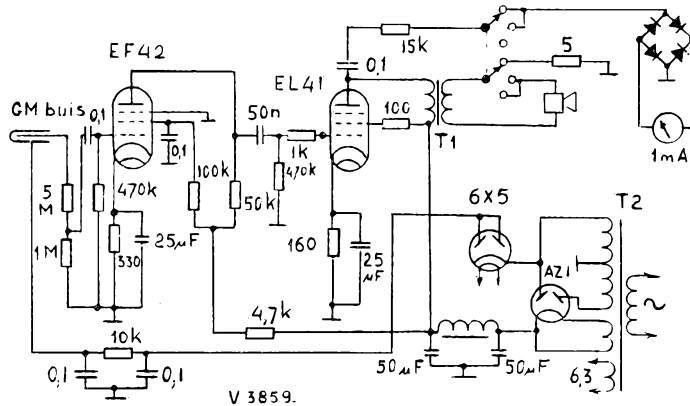 EF42
EL41
GM buis
0,1
0,1
5
M
1M
470k
330
25µF
100k
50k
50n
1k
470k
160
25
µF
0,1
15k
100
T1
5
1mA
6X5
AZ1
T2
6,3
4,7k
50µF
50µF
10k
0,1
0,1
V 3859.